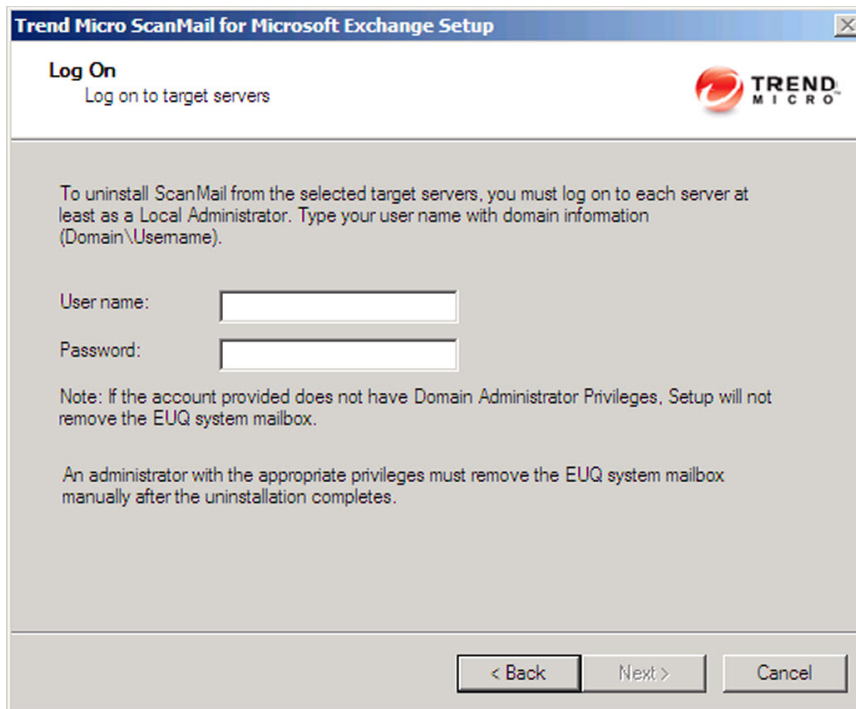 Trend Micro ScanMail for Microsoft Exchange Setup
Log On
Log on to target servers
TREND
MICRO™
To uninstall ScanMail from the selected target servers, you must log on to each server at
least as a Local Administrator. Type your user name with domain information
(Domain\Username).
User name:
Password:
Note: If the account provided does not have Domain Administrator Privileges, Setup will not
remove the EUQ system mailbox.
An administrator with the appropriate privileges must remove the EUQ system mailbox
manually after the uninstallation completes.
< Back
Next >
Cancel